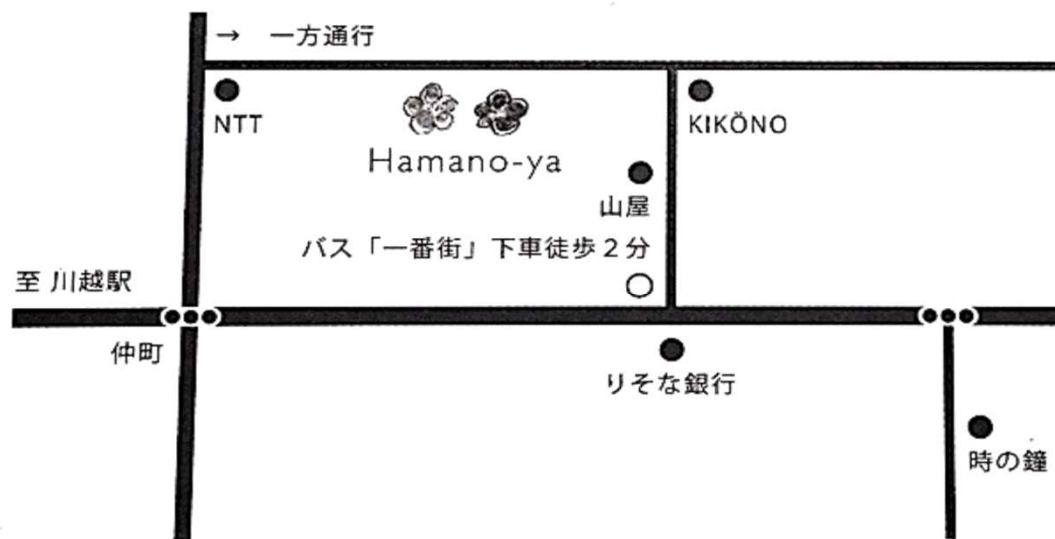 → 一方通行
NTT
KIKÖNO
Hamano-ya
山屋
バス「一番街」下車徒歩2分
至 川越駅
仲町
りそな銀行
時の鐘